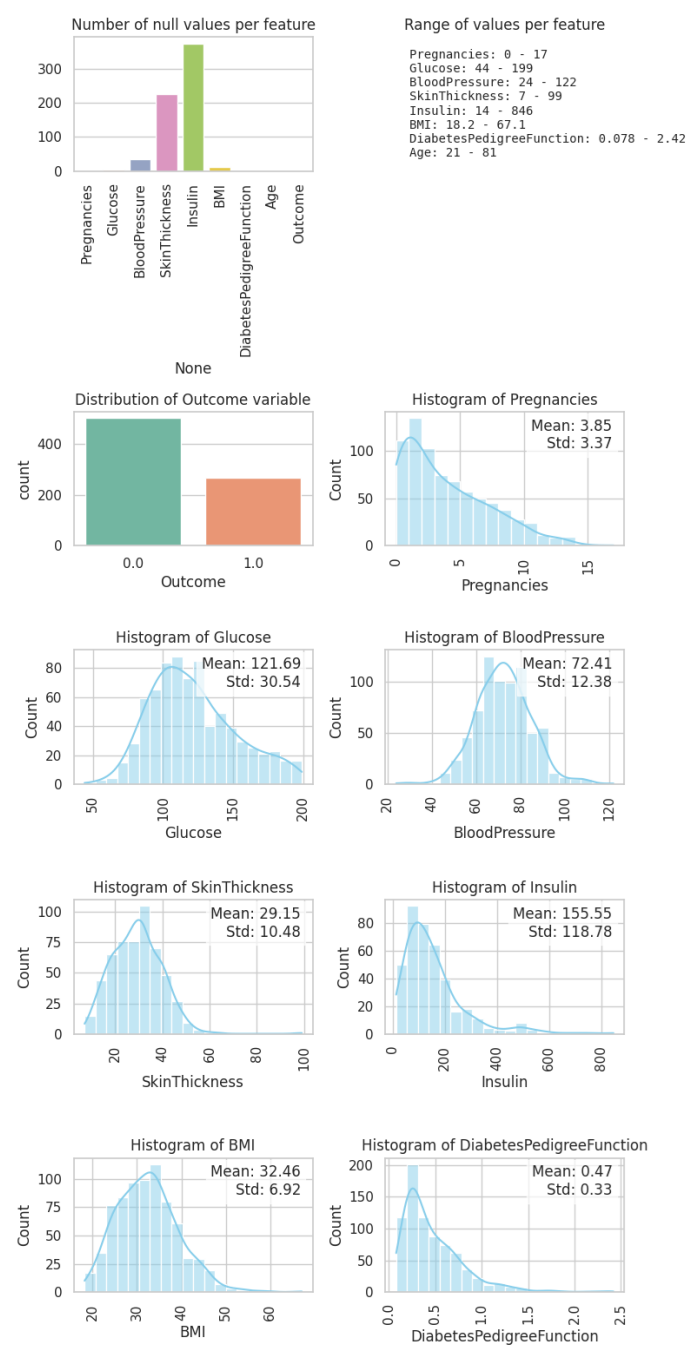 Number of null values per feature
300
200
100
0
Pregnancies
Glucose
BloodPressure
SkinThickness
Insulin
BMI
DiabetesPedigreeFunction
Age
Outcome
None
Range of values per feature
Pregnancies: 0 - 17
Glucose: 44 - 199
BloodPressure: 24 - 122
SkinThickness: 7 - 99
Insulin: 14 - 846
BMI: 18.2 - 67.1
DiabetesPedigreeFunction: 0.078 - 2.42
Age: 21 - 81
Distribution of Outcome variable
count
400
200
0
0.0 1.0
Outcome
Histogram of Pregnancies
Mean: 3.85
Std: 3.37
Count
100
50
0
0 5 10 15
Pregnancies
Histogram of Glucose
Mean: 121.69
Std: 30.54
Count
80
60
40
20
0
50 100 150 200
Glucose
Histogram of BloodPressure
Mean: 72.41
Std: 12.38
Count
100
50
0
20 40 60 80 100 120
BloodPressure
Histogram of SkinThickness
Mean: 29.15
Std: 10.48
Count
100
75
50
25
0
20 40 60 80 100
SkinThickness
Histogram of Insulin
Mean: 155.55
Std: 118.78
Count
80
60
40
20
0
0 200 400 600 800
Insulin
Histogram of BMI
Mean: 32.46
Std: 6.92
Count
100
75
50
25
0
20 30 40 50 60
BMI
Histogram of DiabetesPedigreeFunction
Mean: 0.47
Std: 0.33
Count
200
150
100
50
0
0.0 0.5 1.0 1.5 2.0 2.5
DiabetesPedigreeFunction